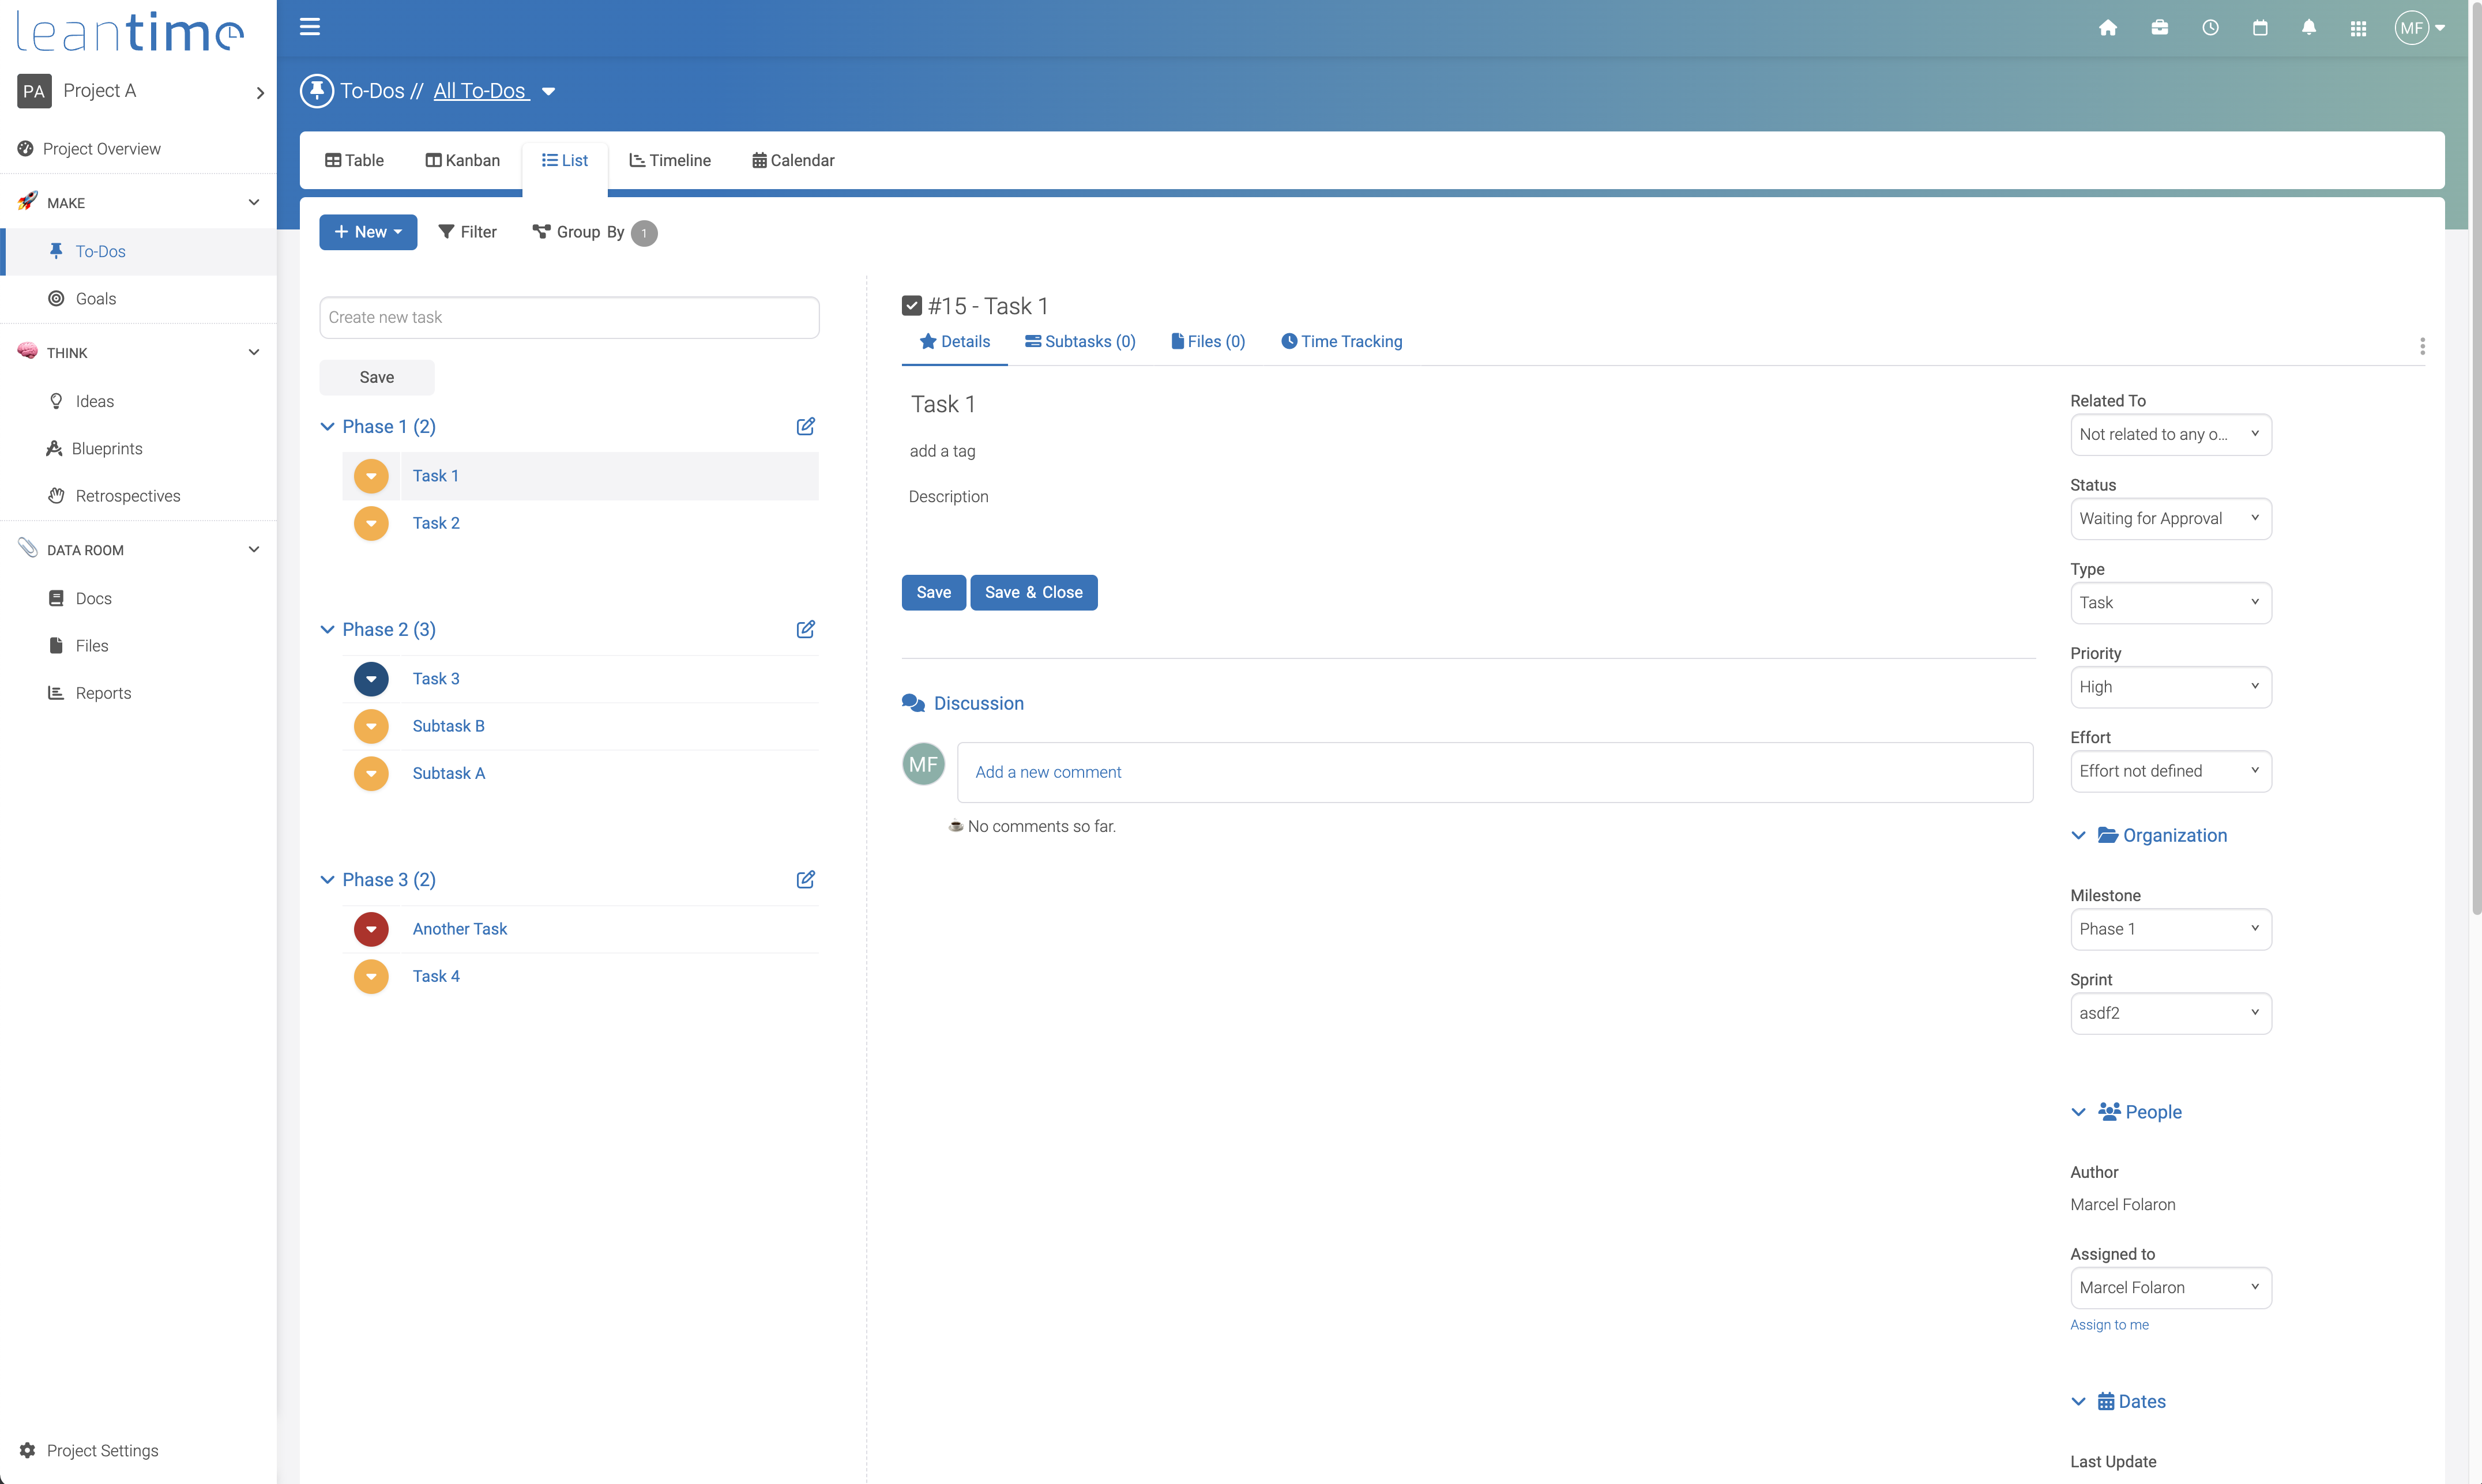 leantime
MF
PA Project A
To-Dos // All To-Dos
Project Overview
MAKE
To-Dos
Goals
THINK
Ideas
Blueprints
Retrospectives
DATA ROOM
Docs
Files
Reports
Project Settings
Table Kanban List Timeline Calendar
+ New Filter Group By 1
Create new task
Save
Phase 1 (2)
Task 1
Task 2
Phase 2 (3)
Task 3
Subtask B
Subtask A
Phase 3 (2)
Another Task
Task 4
#15 - Task 1
Details Subtasks (0) Files (0) Time Tracking
Task 1
add a tag
Description
Save Save & Close
Discussion
MF Add a new comment
No comments so far.
Related To
Not related to any o...
Status
Waiting for Approval
Type
Task
Priority
High
Effort
Effort not defined
Organization
Milestone
Phase 1
Sprint
asdf2
People
Author
Marcel Folaron
Assigned to
Marcel Folaron
Assign to me
Dates
Last Update